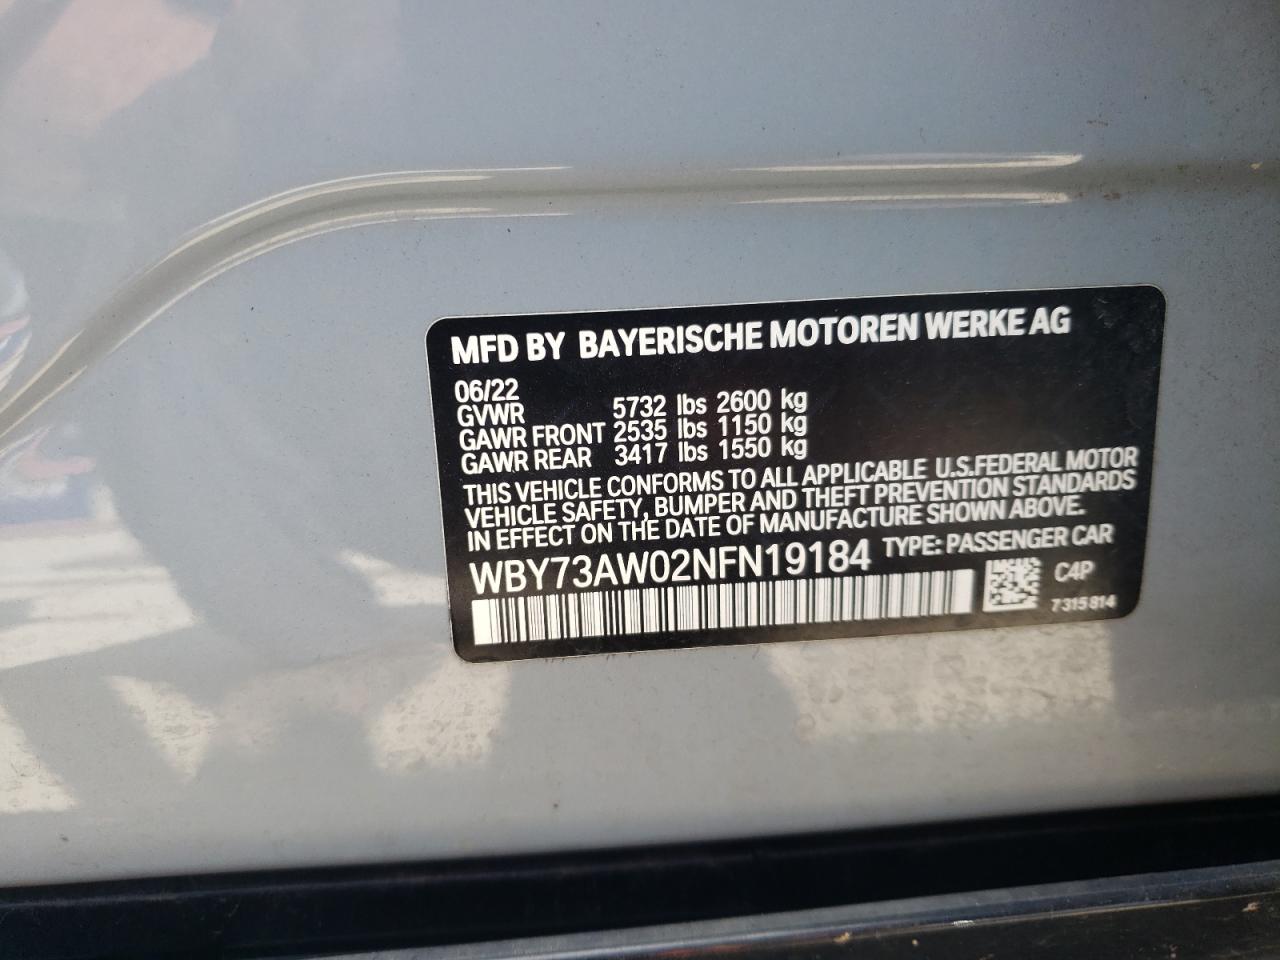 MFD BY BAYERISCHE MOTOREN WERKE AG
06/22
GVWR 5732 lbs 2600 kg
GAWR FRONT 2535 lbs 1150 kg
GAWR REAR 3417 lbs 1550 kg
THIS VEHICLE CONFORMS TO ALL APPLICABLE U.S.FEDERAL MOTOR
VEHICLE SAFETY, BUMPER AND THEFT PREVENTION STANDARDS
IN EFFECT ON THE DATE OF MANUFACTURE SHOWN ABOVE.
WBY73AW02NFN19184 TYPE: PASSENGER CAR
C4P
7315814